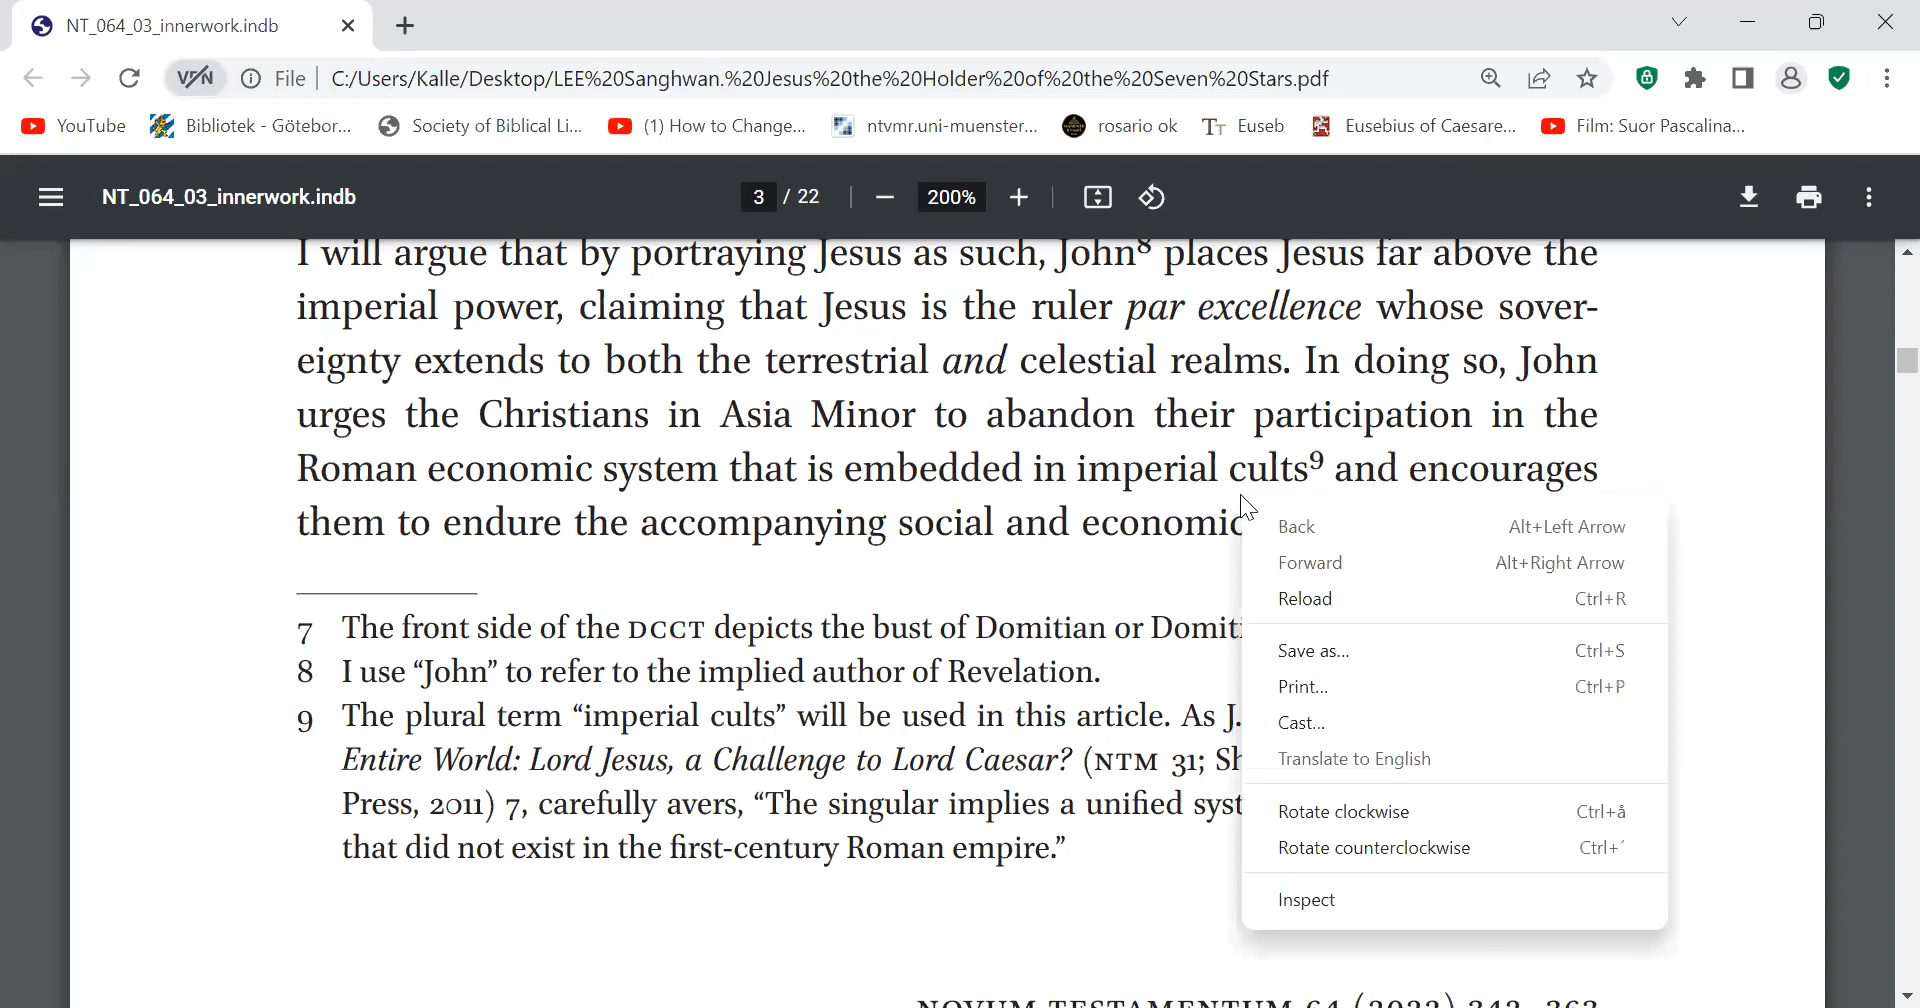 NT_064_03_innerwork.indb
VPN File C:/Users/Kalle/Desktop/LEE%20Sanghwan.%20Jesus%20the%20Holder%20of%20the%20Seven%20Stars.pdf
YouTube Bibliotek - Götebor... Society of Biblical Li... (1) How to Change... ntvmr.uni-muenster... rosario ok Euseb Eusebius of Caesare... Film: Suor Pascalina...
NT_064_03_innerwork.indb 3 / 22 200%
I will argue that by portraying Jesus as such, John⁸ places Jesus far above the
imperial power, claiming that Jesus is the ruler par excellence whose sover-
eignty extends to both the terrestrial and celestial realms. In doing so, John
urges the Christians in Asia Minor to abandon their participation in the
Roman economic system that is embedded in imperial cults⁹ and encourages
them to endure the accompanying social and economic
7 The front side of the DCCT depicts the bust of Domitian or Domiti
8 I use “John” to refer to the implied author of Revelation.
9 The plural term “imperial cults” will be used in this article. As J.
Entire World: Lord Jesus, a Challenge to Lord Caesar? (NTM 31; Sh
Press, 2011) 7, carefully avers, “The singular implies a unified syst
that did not exist in the first-century Roman empire.”
Back Alt+Left Arrow
Forward Alt+Right Arrow
Reload Ctrl+R
Save as... Ctrl+S
Print... Ctrl+P
Cast...
Translate to English
Rotate clockwise Ctrl+å
Rotate counterclockwise Ctrl+´
Inspect
NOVUM TESTAMENTUM 64 (2022) 342–363